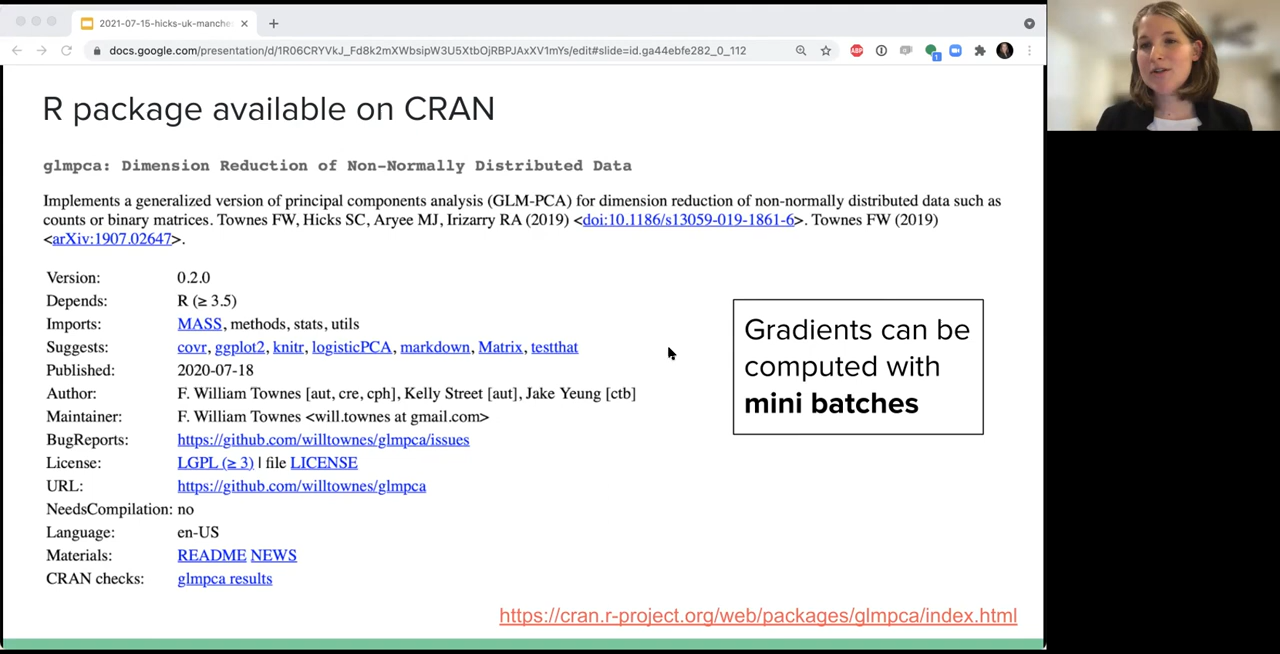 2021-07-15-hicks-uk-manche
docs.google.com/presentation/d/1R06CRYVkJ_Fd8k2mXWbsipW3U5XtbOjRBPJAxXV1mYs/edit#slide=id.ga44ebfe282_0_112
ABP
1
R package available on CRAN
glmpca: Dimension Reduction of Non-Normally Distributed Data
Implements a generalized version of principal components analysis (GLM-PCA) for dimension reduction of non-normally distributed data such as
counts or binary matrices. Townes FW, Hicks SC, Aryee MJ, Irizarry RA (2019) <doi:10.1186/s13059-019-1861-6>. Townes FW (2019)
<arXiv:1907.02647>.
Version: 0.2.0
Depends: R (≥ 3.5)
Imports: MASS, methods, stats, utils
Suggests: covr, ggplot2, knitr, logisticPCA, markdown, Matrix, testthat
Published: 2020-07-18
Author: F. William Townes [aut, cre, cph], Kelly Street [aut], Jake Yeung [ctb]
Maintainer: F. William Townes <will.townes at gmail.com>
BugReports: https://github.com/willtownes/glmpca/issues
License: LGPL (≥ 3) | file LICENSE
URL: https://github.com/willtownes/glmpca
NeedsCompilation: no
Language: en-US
Materials: README NEWS
CRAN checks: glmpca results
Gradients can be
computed with
mini batches
https://cran.r-project.org/web/packages/glmpca/index.html